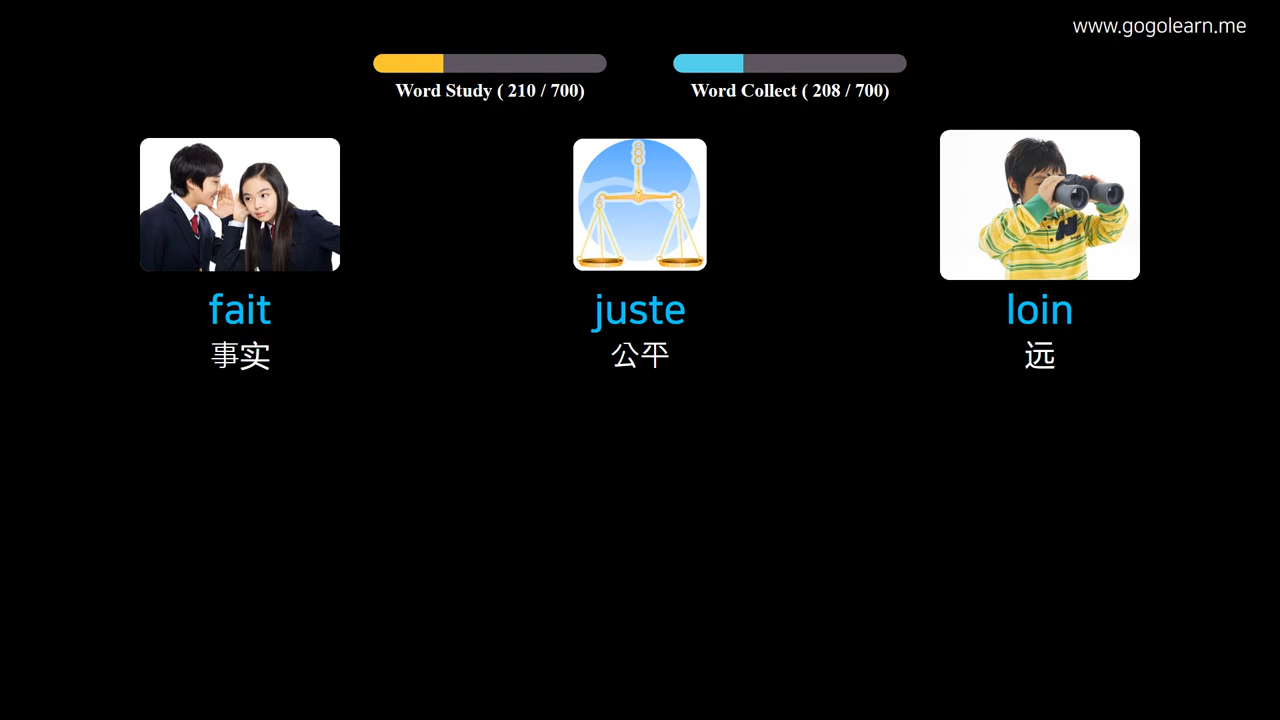 www.gogolearn.me
Word Study ( 210 / 700)
Word Collect ( 208 / 700)
fait
juste
loin
事实
公平
远